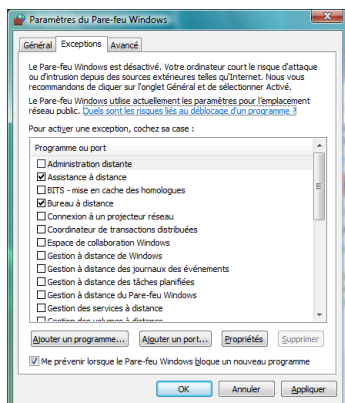 Paramètres du Pare-feu Windows
Général Exceptions Avancé
Le Pare-feu Windows est désactivé. Votre ordinateur court le risque d'attaque
ou d'intrusion depuis des sources extérieures telles qu'Internet. Nous vous
recommandons de cliquer sur l'onglet Général et de sélectionner Activé.
Le Pare-feu Windows utilise actuellement les paramètres pour l'emplacement
réseau public. Quels sont les risques liés au déblocage d'un programme ?
Pour activer une exception, cochez sa case :
Programme ou port
Administration distante
Assistance à distance
BITS - mise en cache des homologues
Bureau à distance
Connexion à un projecteur réseau
Coordinateur de transactions distribuées
Espace de collaboration Windows
Gestion à distance de Windows
Gestion à distance des journaux des événements
Gestion à distance des tâches planifiées
Gestion à distance du Pare-feu Windows
Gestion des services à distance
Gestion des volumes à distance
Ajouter un programme... Ajouter un port... Propriétés Supprimer
Me prévenir lorsque le Pare-feu Windows bloque un nouveau programme
OK Annuler Appliquer